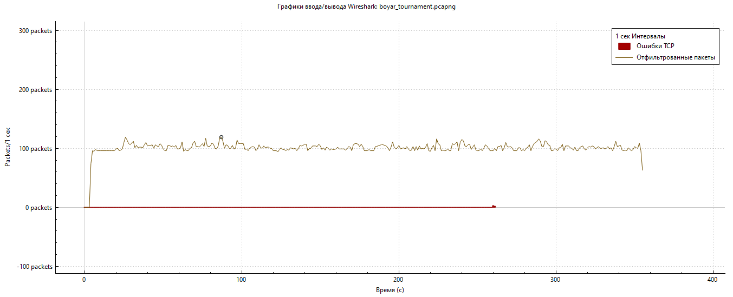 Графики ввода/вывода Wireshark: boyar_tournament.pcapng
300 packets
200 packets
100 packets
0 packets
-100 packets
Packets/1 sec
1 сек Интервалы
Ошибки TCP
Отфильтрованные пакеты
0
100
200
300
400
Время (с)